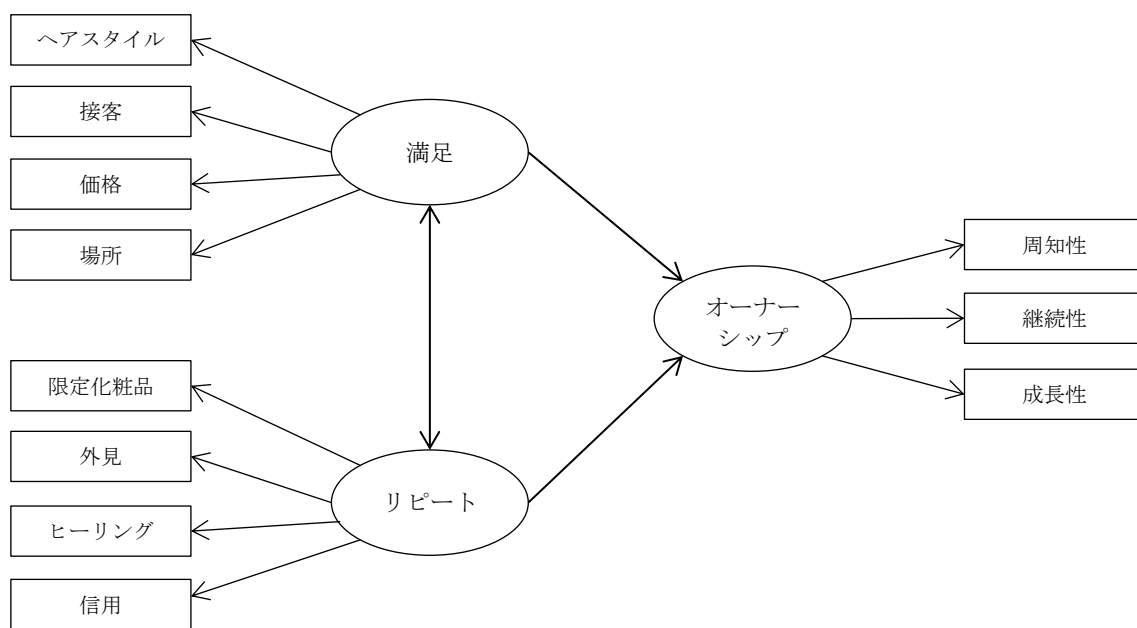 ヘアスタイル
接客
価格
場所
満足
限定化粧品
外見
ヒーリング
信用
リピート
オーナー
シップ
周知性
継続性
成長性